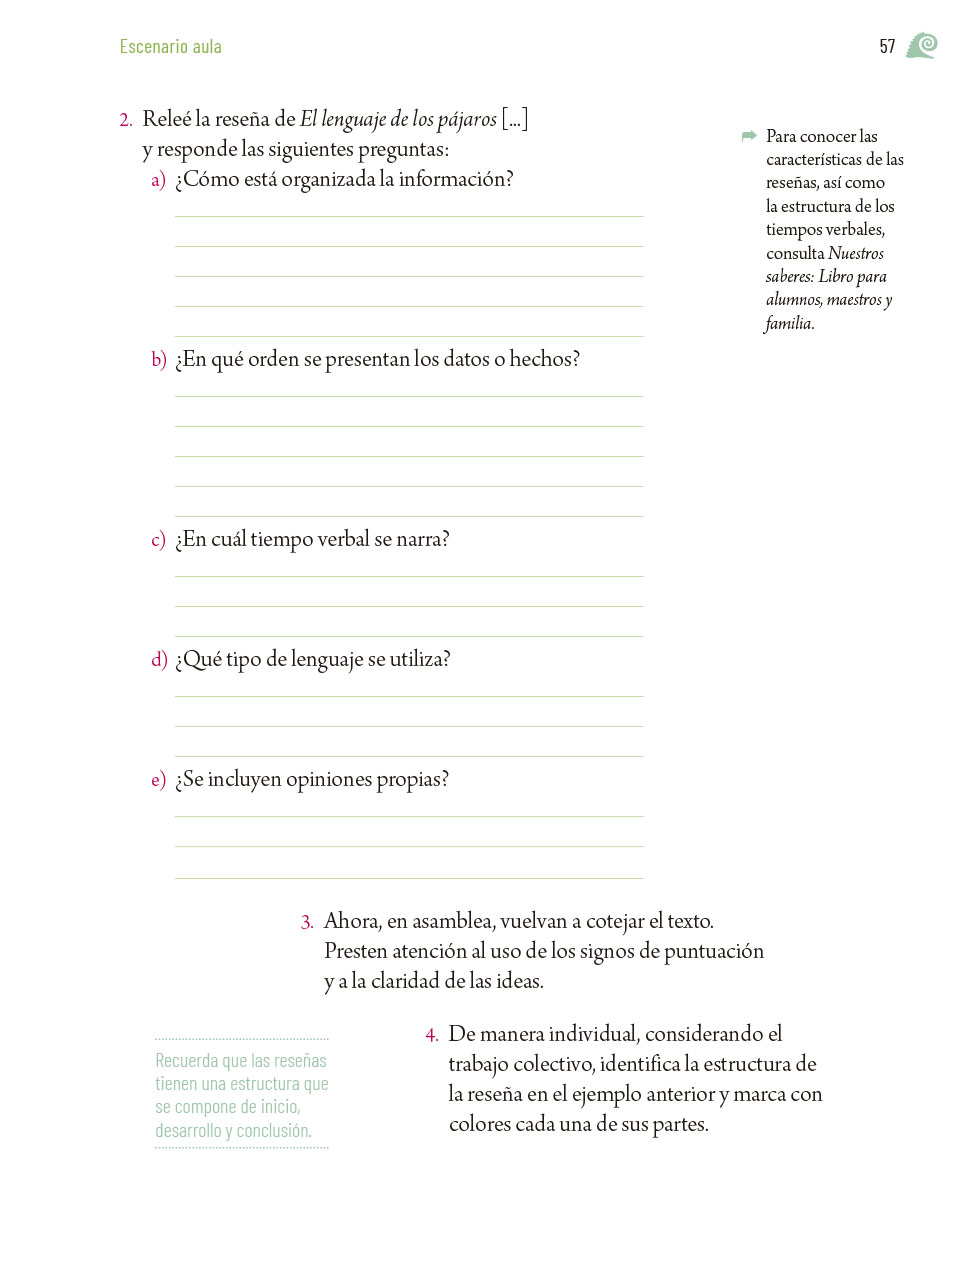 Escenario aula
57
2. Releé la reseña de El lenguaje de los pájaros [...]
y responde las siguientes preguntas:
a) ¿Cómo está organizada la información?
b) ¿En qué orden se presentan los datos o hechos?
c) ¿En cuál tiempo verbal se narra?
d) ¿Qué tipo de lenguaje se utiliza?
e) ¿Se incluyen opiniones propias?
Para conocer las
características de las
reseñas, así como
la estructura de los
tiempos verbales,
consulta Nuestros
saberes: Libro para
alumnos, maestros y
familia.
3. Ahora, en asamblea, vuelvan a cotejar el texto.
Presten atención al uso de los signos de puntuación
y a la claridad de las ideas.
4. De manera individual, considerando el
trabajo colectivo, identifica la estructura de
la reseña en el ejemplo anterior y marca con
colores cada una de sus partes.
Recuerda que las reseñas
tienen una estructura que
se compone de inicio,
desarrollo y conclusión.